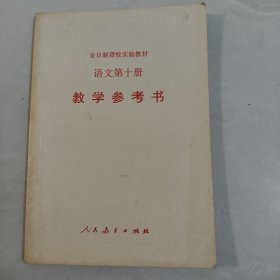 全日制聋校实验教材
语文第十册
教学参考书
人民教育出版社